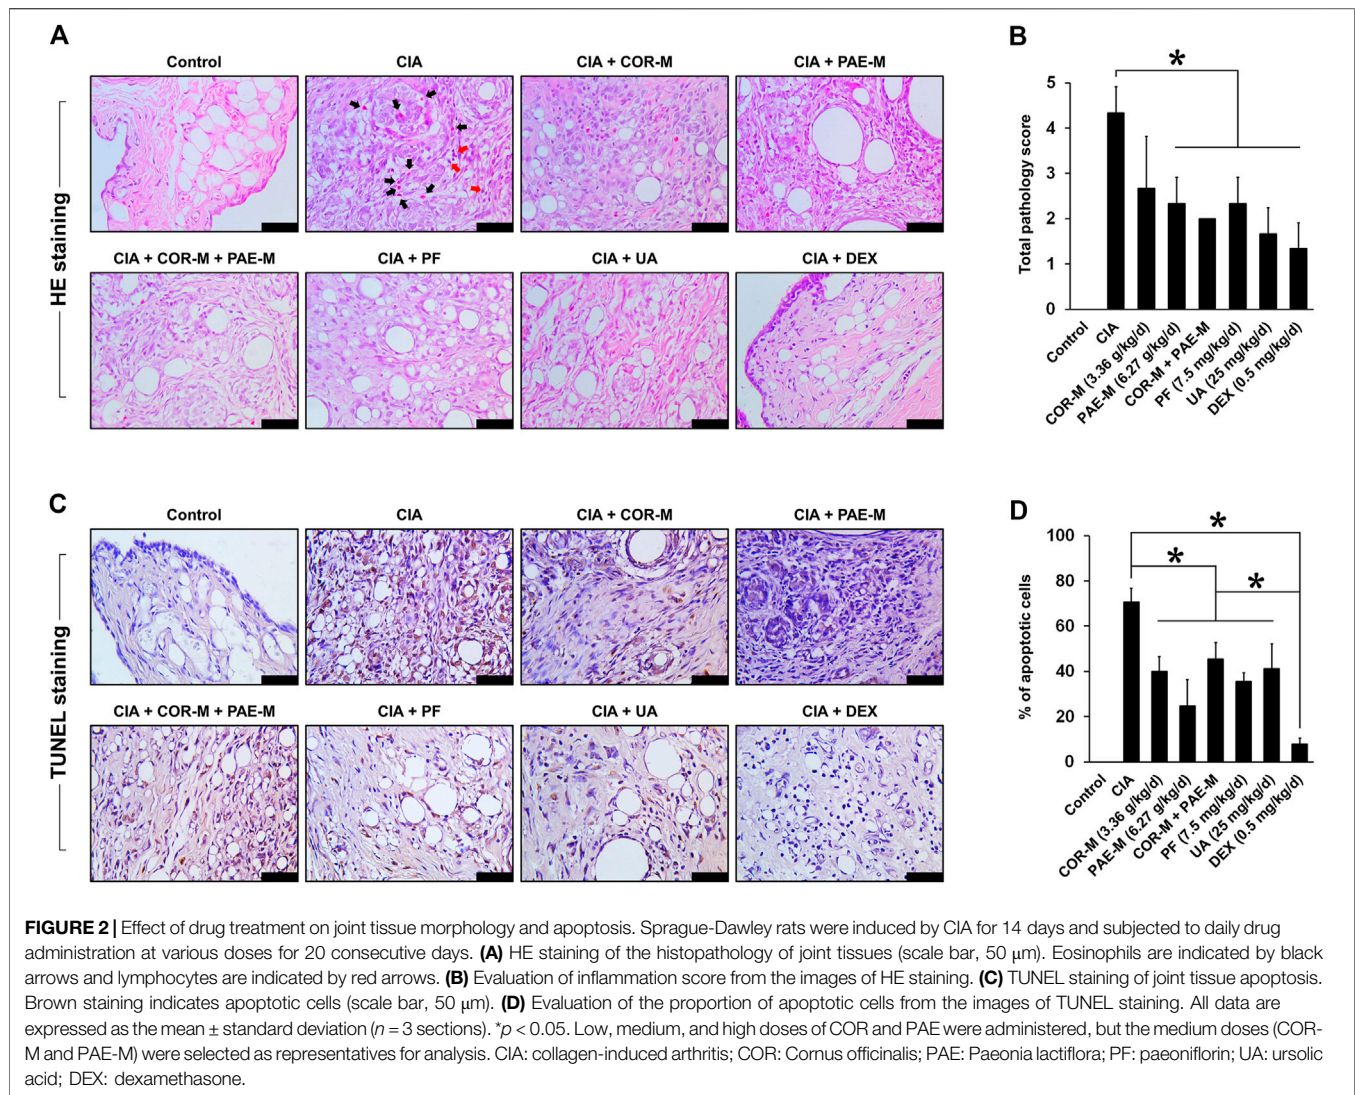 A
Control
CIA
CIA + COR-M
CIA + PAE-M
HE staining
CIA + COR-M + PAE-M
CIA + PF
CIA + UA
CIA + DEX
B
*
Total pathology score
5
4
3
2
1
0
Control
CIA
COR-M (3.36 g/kg/d)
PAE-M (6.27 g/kg/d)
COR-M + PAE-M
PF (7.5 mg/kg/d)
UA (25 mg/kg/d)
DEX (0.5 mg/kg/d)
C
Control
CIA
CIA + COR-M
CIA + PAE-M
TUNEL staining
CIA + COR-M + PAE-M
CIA + PF
CIA + UA
CIA + DEX
D
*
*
*
% of apoptotic cells
100
80
60
40
20
0
Control
CIA
COR-M (3.36 g/kg/d)
PAE-M (6.27 g/kg/d)
COR-M + PAE-M
PF (7.5 mg/kg/d)
UA (25 mg/kg/d)
DEX (0.5 mg/kg/d)
FIGURE 2 | Effect of drug treatment on joint tissue morphology and apoptosis. Sprague-Dawley rats were induced by CIA for 14 days and subjected to daily drug
administration at various doses for 20 consecutive days. (A) HE staining of the histopathology of joint tissues (scale bar, 50 μm). Eosinophils are indicated by black
arrows and lymphocytes are indicated by red arrows. (B) Evaluation of inflammation score from the images of HE staining. (C) TUNEL staining of joint tissue apoptosis.
Brown staining indicates apoptotic cells (scale bar, 50 μm). (D) Evaluation of the proportion of apoptotic cells from the images of TUNEL staining. All data are
expressed as the mean ± standard deviation (n = 3 sections). *p < 0.05. Low, medium, and high doses of COR and PAE were administered, but the medium doses (COR-
M and PAE-M) were selected as representatives for analysis. CIA: collagen-induced arthritis; COR: Cornus officinalis; PAE: Paeonia lactiflora; PF: paeoniflorin; UA: ursolic
acid; DEX: dexamethasone.